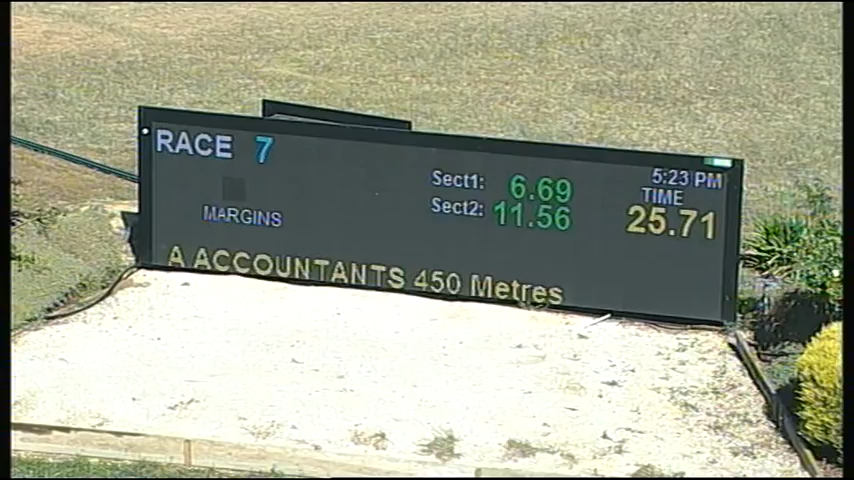 RACE 7
5:23 PM
Sect1: 6.69
TIME
Sect2: 11.56
25.71
MARGINS
A ACCOUNTANTS 450 Metres